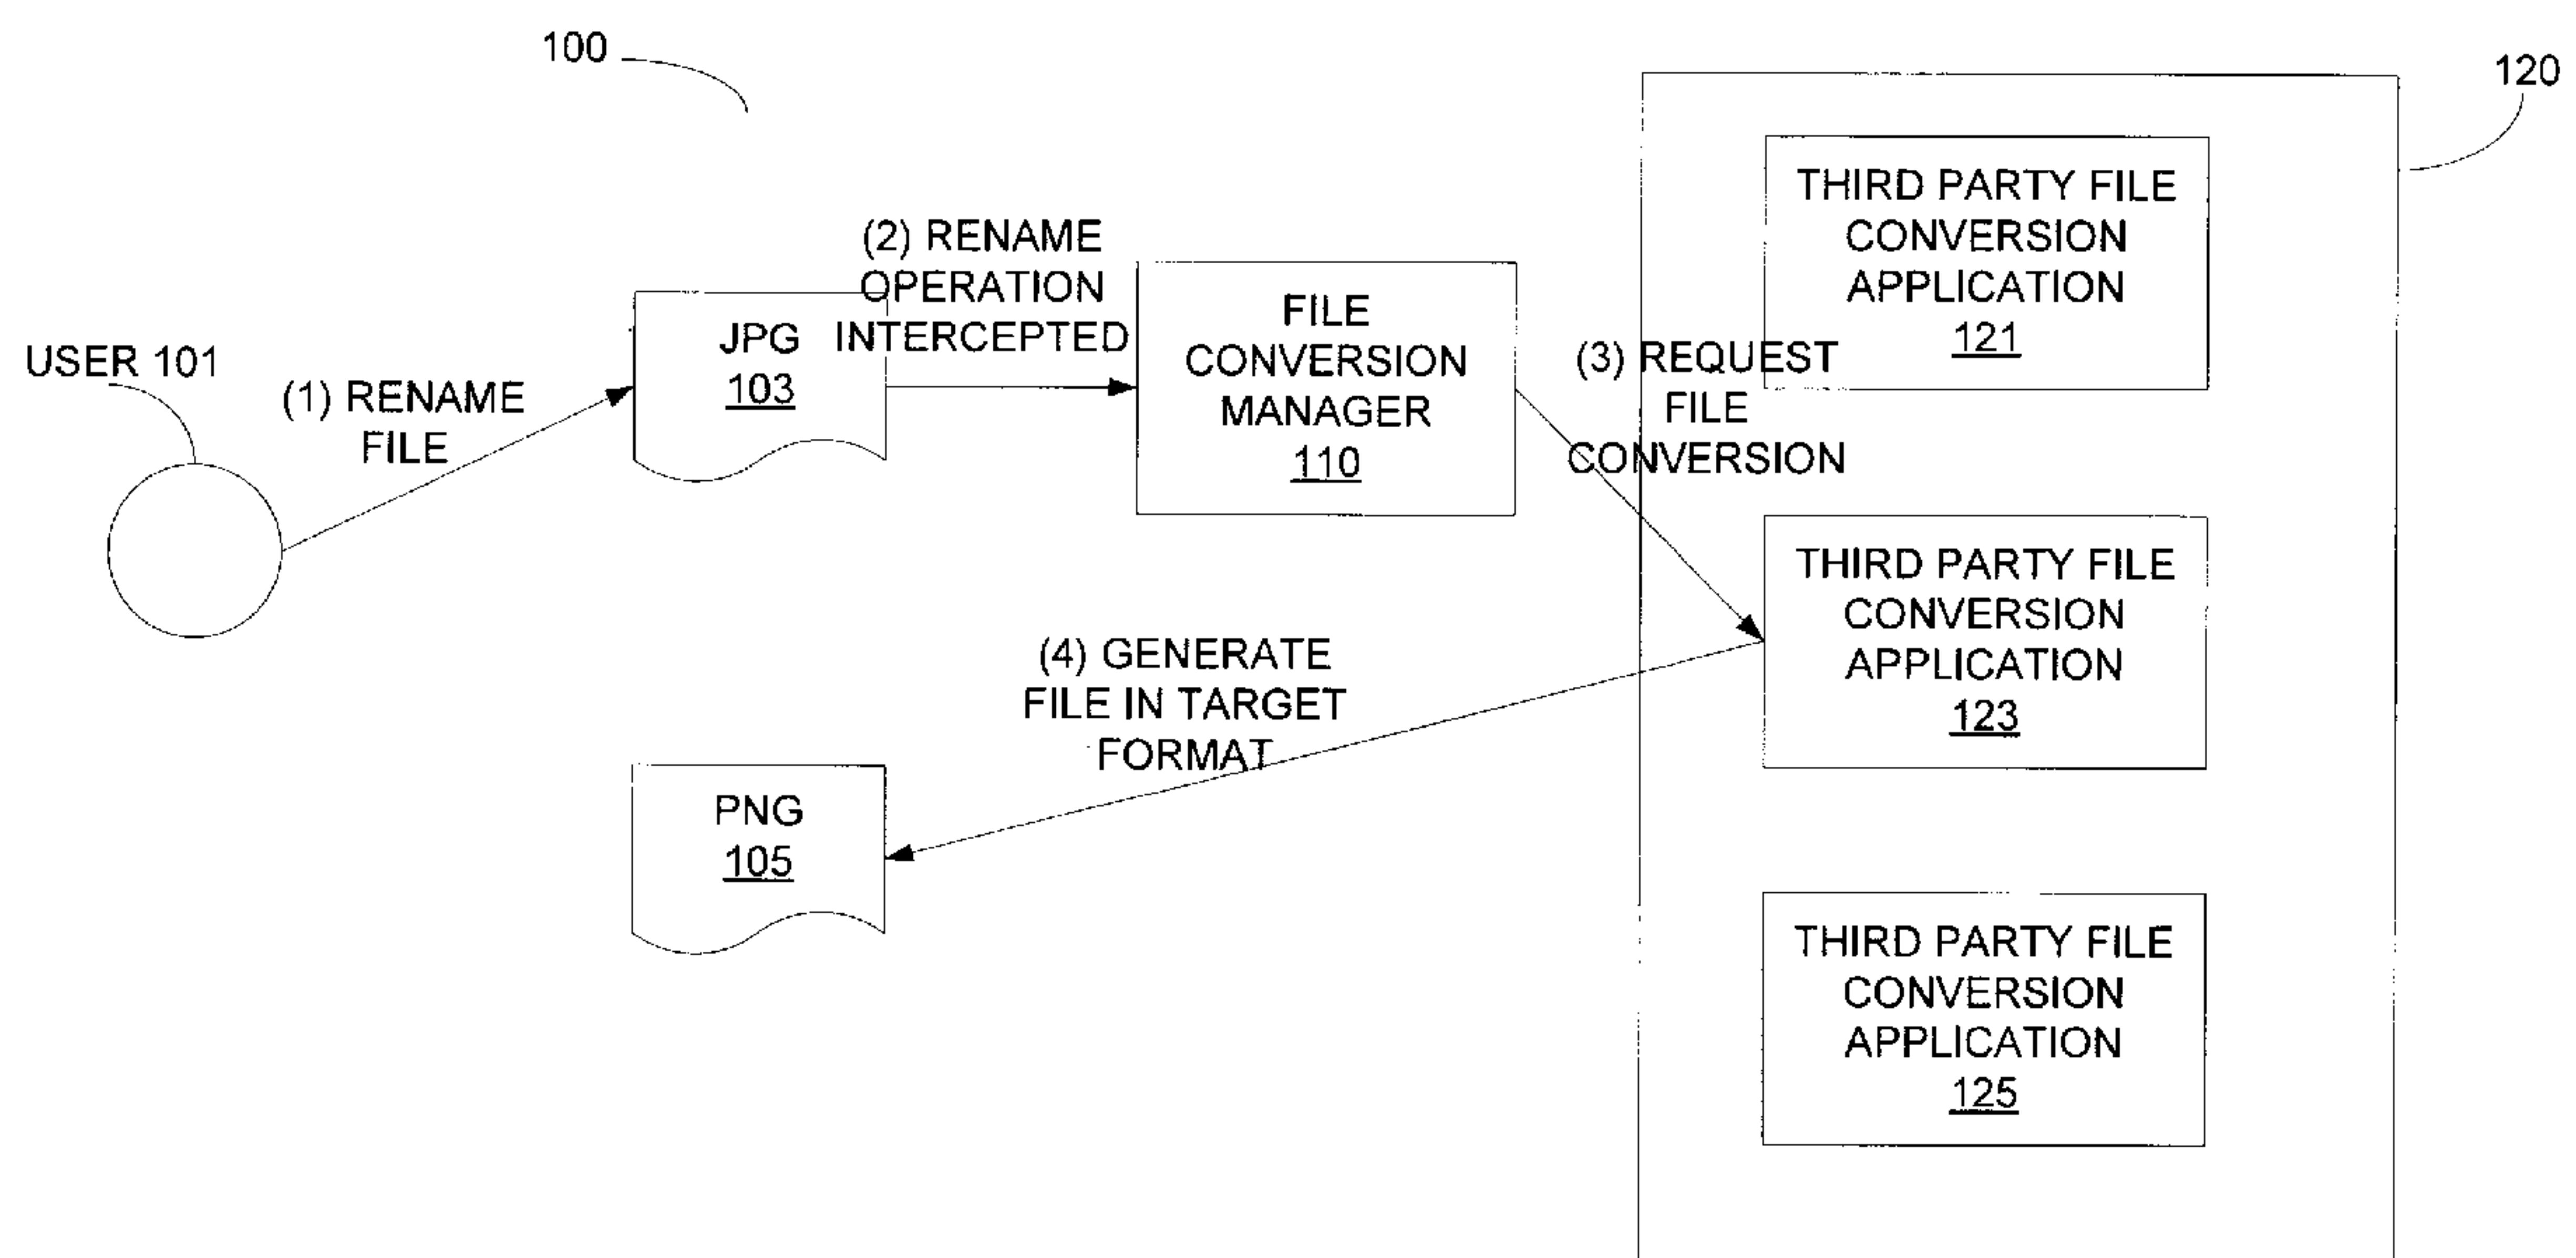 100
120
THIRD PARTY FILE
CONVERSION
APPLICATION
121
(2) RENAME
OPERATION
INTERCEPTED
JPG
103
FILE
CONVERSION
MANAGER
110
(3) REQUEST
FILE
CONVERSION
USER 101
(1) RENAME
FILE
THIRD PARTY FILE
CONVERSION
APPLICATION
123
(4) GENERATE
FILE IN TARGET
FORMAT
PNG
105
THIRD PARTY FILE
CONVERSION
APPLICATION
125